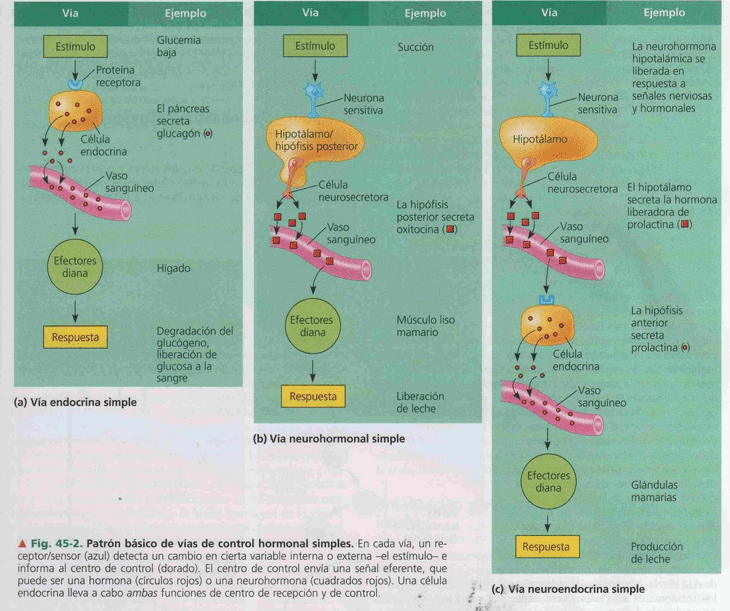 Vía
Ejemplo
Estímulo
Glucemia
baja
Proteína
receptora
El páncreas
secreta
glucagón
Célula
endocrina
Vaso
sanguíneo
Efectores
diana
Hígado
Respuesta
Degradación del
glucógeno,
liberación de
glucosa a la
sangre
(a) Vía endocrina simple
Vía
Ejemplo
Estímulo
Succión
Neurona
sensitiva
Hipotálamo/
hipófisis posterior
Célula
neurosecretora
La hipófisis
posterior secreta
oxitocina
Vaso
sanguíneo
Efectores
diana
Músculo liso
mamario
Respuesta
Liberación
de leche
(b) Vía neurohormonal simple
Vía
Ejemplo
Estímulo
La neurohormona
hipotalámica se
liberada en
respuesta a
señales nerviosas
y hormonales
Neurona
sensitiva
Hipotálamo
Célula
neurosecretora
El hipotálamo
secreta la hormona
liberadora de
prolactina
Vaso
sanguíneo
La hipófisis
anterior
secreta
prolactina
Célula
endocrina
Vaso
sanguíneo
Efectores
diana
Glándulas
mamarias
Respuesta
Producción
de leche
(c) Vía neuroendocrina simple
▲ Fig. 45-2. Patrón básico de vías de control hormonal simples. En cada vía, un re-
ceptor/sensor (azul) detecta un cambio en cierta variable interna o externa –el estímulo– e
informa al centro de control (dorado). El centro de control envía una señal eferente, que
puede ser una hormona (círculos rojos) o una neurohormona (cuadrados rojos). Una célula
endocrina lleva a cabo ambas funciones de centro de recepción y de control.